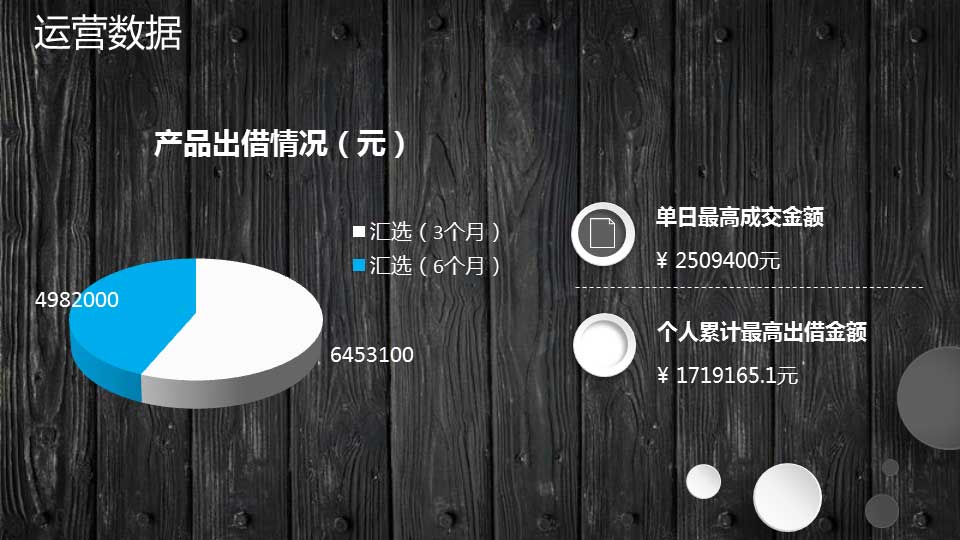 运营数据
产品出借情况（元）
汇选（3个月）
汇选（6个月）
4982000
6453100
单日最高成交金额
¥ 2509400元
个人累计最高出借金额
¥ 1719165.1元